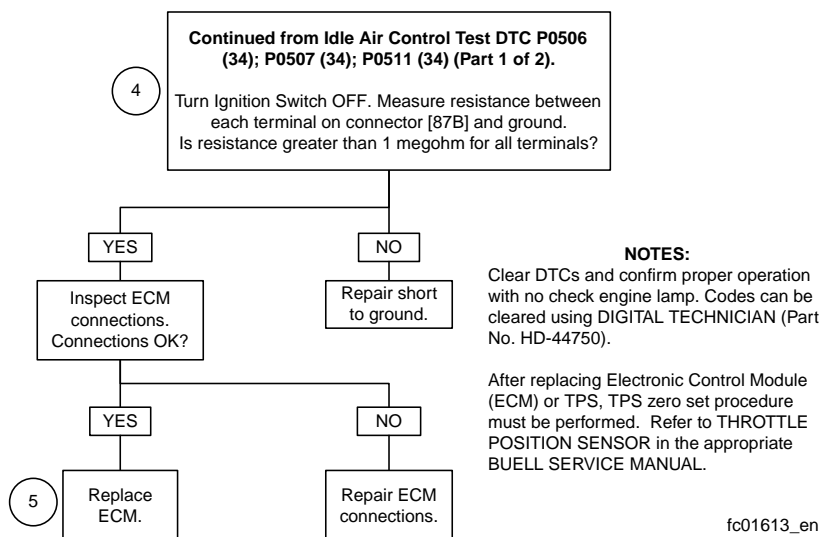 Continued from Idle Air Control Test DTC P0506
(34); P0507 (34); P0511 (34) (Part 1 of 2).
4
Turn Ignition Switch OFF. Measure resistance between
each terminal on connector [87B] and ground.
Is resistance greater than 1 megohm for all terminals?
YES
NO
Inspect ECM
connections.
Connections OK?
Repair short
to ground.
YES
NO
5
Replace
ECM.
Repair ECM
connections.
NOTES:
Clear DTCs and confirm proper operation
with no check engine lamp. Codes can be
cleared using DIGITAL TECHNICIAN (Part
No. HD-44750).
After replacing Electronic Control Module
(ECM) or TPS, TPS zero set procedure
must be performed. Refer to THROTTLE
POSITION SENSOR in the appropriate
BUELL SERVICE MANUAL.
fc01613_en